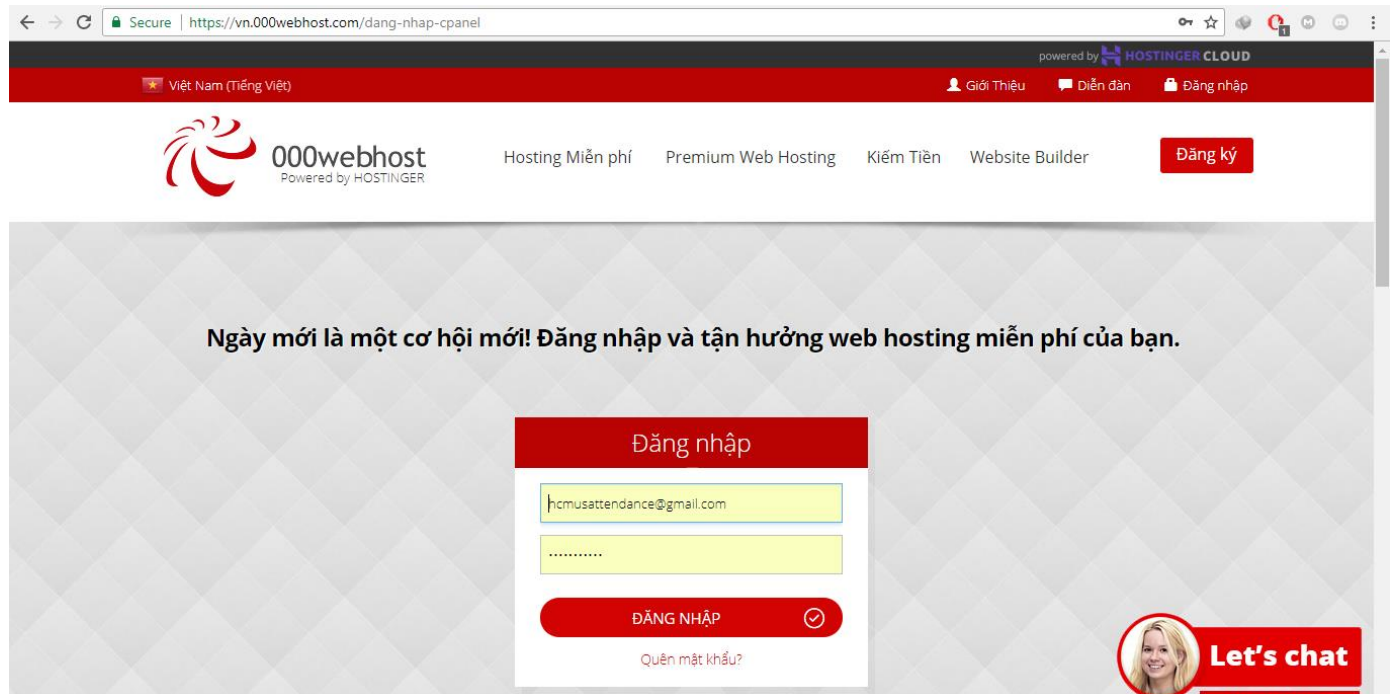 Secure | https://vn.000webhost.com/dang-nhap-cpanel
powered by HOSTINGER CLOUD
Việt Nam (Tiếng Việt) Giới Thiệu Diễn đàn Đăng nhập
000webhost
Powered by HOSTINGER
Hosting Miễn phí Premium Web Hosting Kiếm Tiền Website Builder Đăng ký
Ngày mới là một cơ hội mới! Đăng nhập và tận hưởng web hosting miễn phí của bạn.
Đăng nhập
hcmusattendance@gmail.com
...........
ĐĂNG NHẬP
Quên mật khẩu?
Let's chat